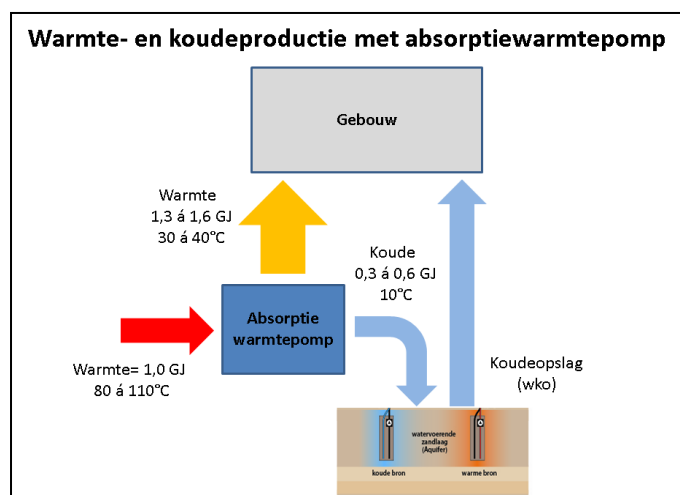 Warmte- en koudeproductie met absorptiewarmtepomp
Gebouw
Warmte
1,3 á 1,6 GJ
30 á 40°C
Koude
0,3 á 0,6 GJ
10°C
Absorptie
warmtepomp
Warmte= 1,0 GJ
80 á 110°C
Koudeopslag
(wko)
watervoerende
zandlaag
(Aquifer)
koude bron
warme bron